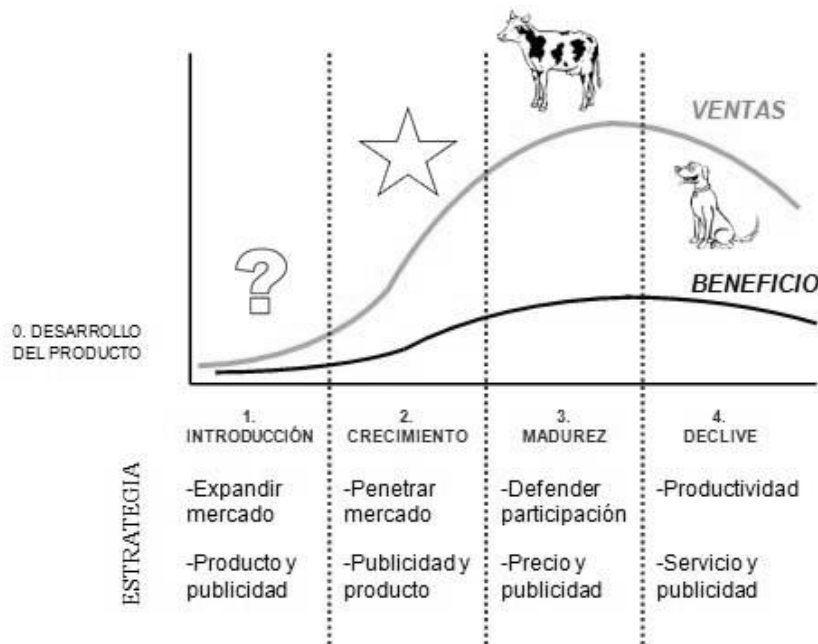 VENTAS
?
BENEFICIO
0. DESARROLLO
DEL PRODUCTO
1.
INTRODUCCIÓN
2.
CRECIMIENTO
3.
MADUREZ
4.
DECLIVE
ESTRATEGIA
-Expandir
mercado
-Producto y
publicidad
-Penetrar
mercado
-Publicidad y
producto
-Defender
participación
-Precio y
publicidad
-Productividad
-Servicio y
publicidad